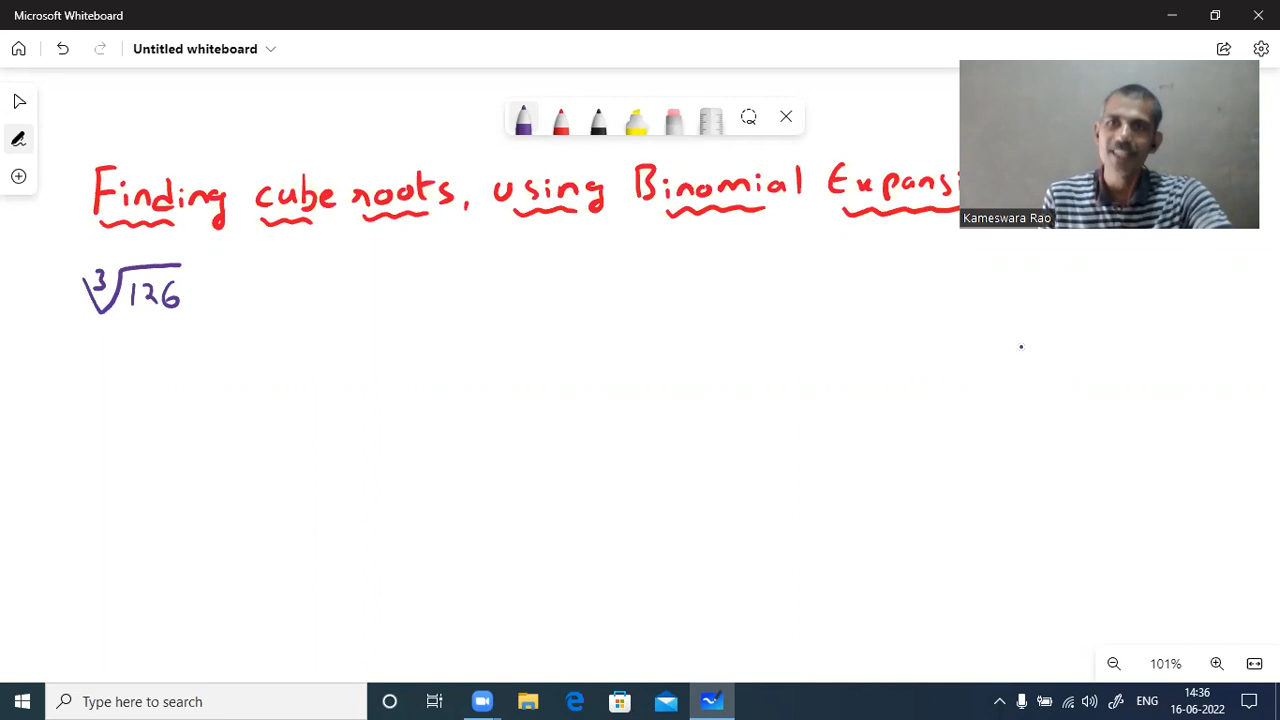 Microsoft Whiteboard
Untitled whiteboard
Finding cube roots, using Binomial Expansi
Kameswara Rao
∛126
101%
Type here to search
ENG
14:36
16-06-2022